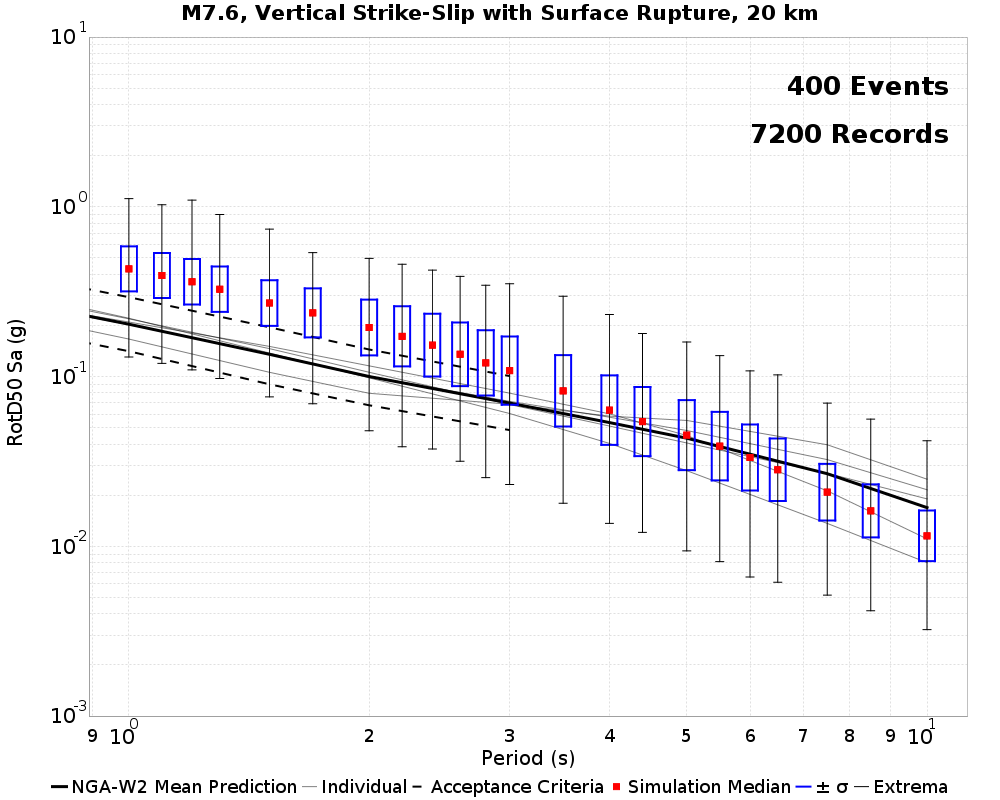 M7.6, Vertical Strike-Slip with Surface Rupture, 20 km
400 Events
7200 Records
RotD50 Sa (g)
10^1
10^0
10^-1
10^-2
10^-3
9 10^0 2 3 4 5 6 7 8 9 10^1
Period (s)
NGA-W2 Mean Prediction Individual Acceptance Criteria Simulation Median ± σ Extrema